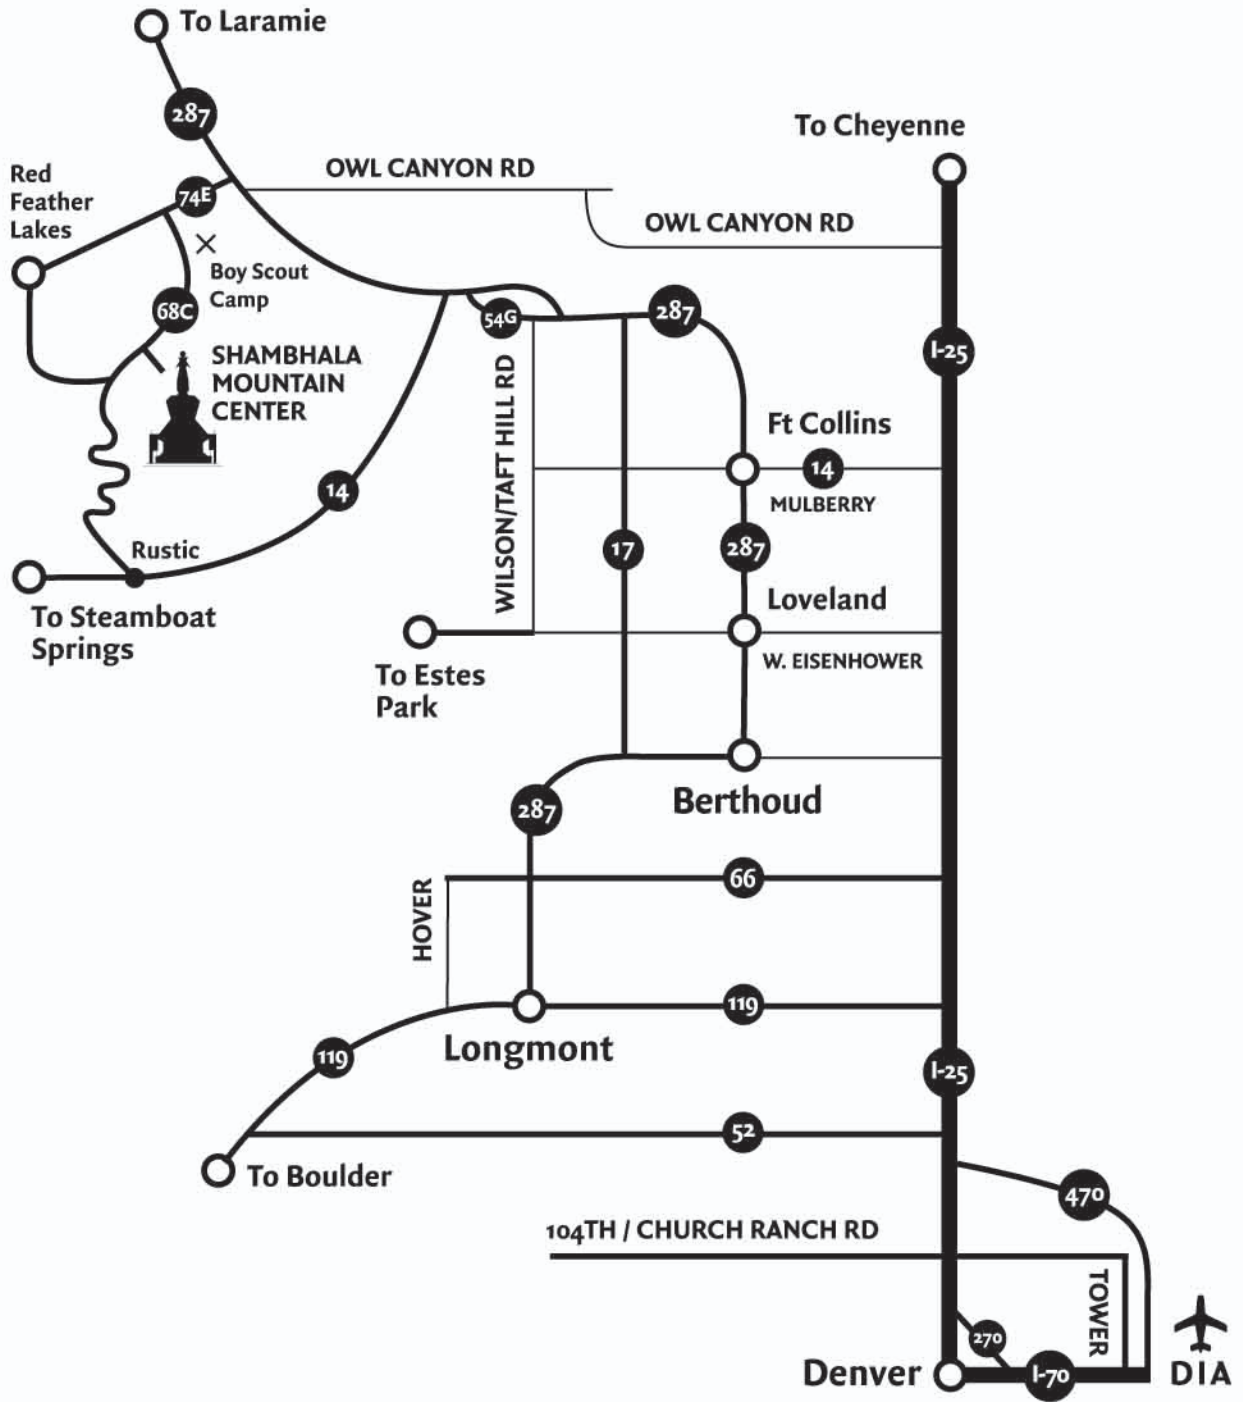 To Laramie
287
To Cheyenne
OWL CANYON RD
Red
Feather
Lakes
74E
OWL CANYON RD
Boy Scout
Camp
68C
54G
287
I-25
SHAMBHALA
MOUNTAIN
CENTER
WILSON/TAFT HILL RD
Ft Collins
14
14
MULBERRY
Rustic
17
287
To Steamboat
Springs
Loveland
W. EISENHOWER
To Estes
Park
Berthoud
287
66
HOVER
119
Longmont
119
I-25
52
To Boulder
470
104TH / CHURCH RANCH RD
TOWER
270
Denver
I-70
DIA